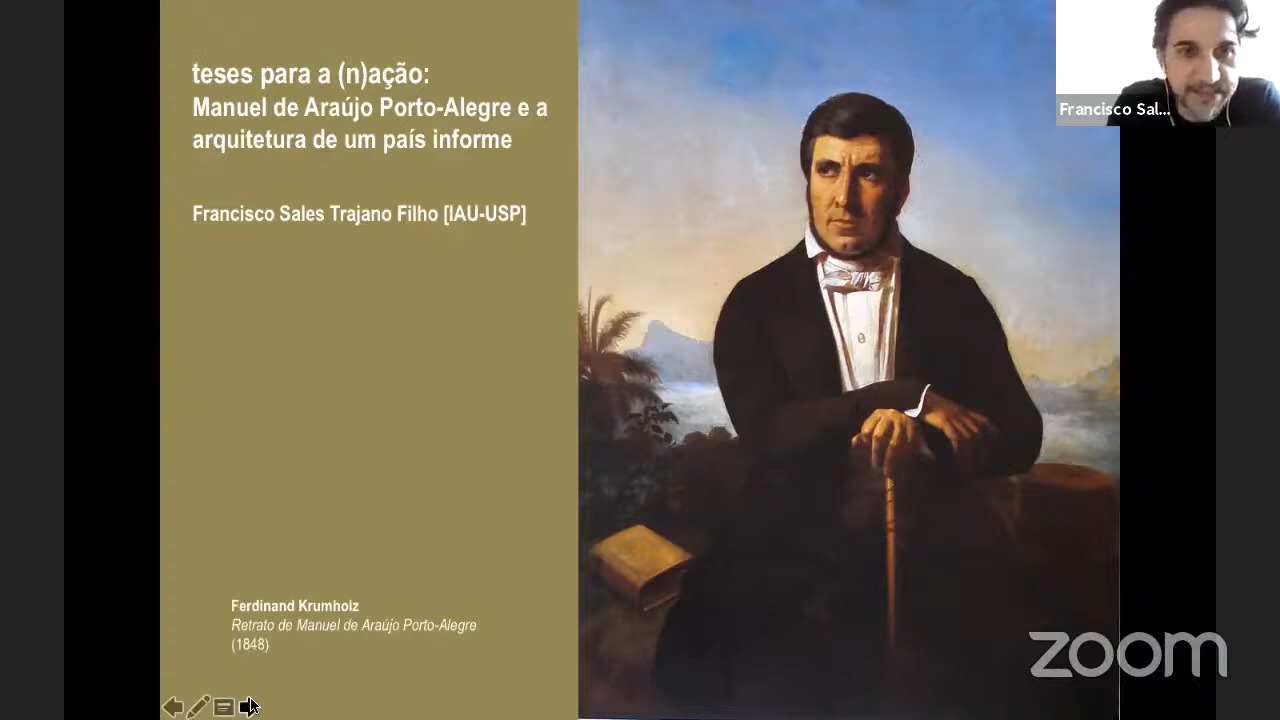 teses para a (n)ação:
Manuel de Araújo Porto-Alegre e a
arquitetura de um país informe
Francisco Sales Trajano Filho [IAU-USP]
Ferdinand Krumholz
Retrato de Manuel de Araújo Porto-Alegre
(1848)
Francisco Sal...
zoom